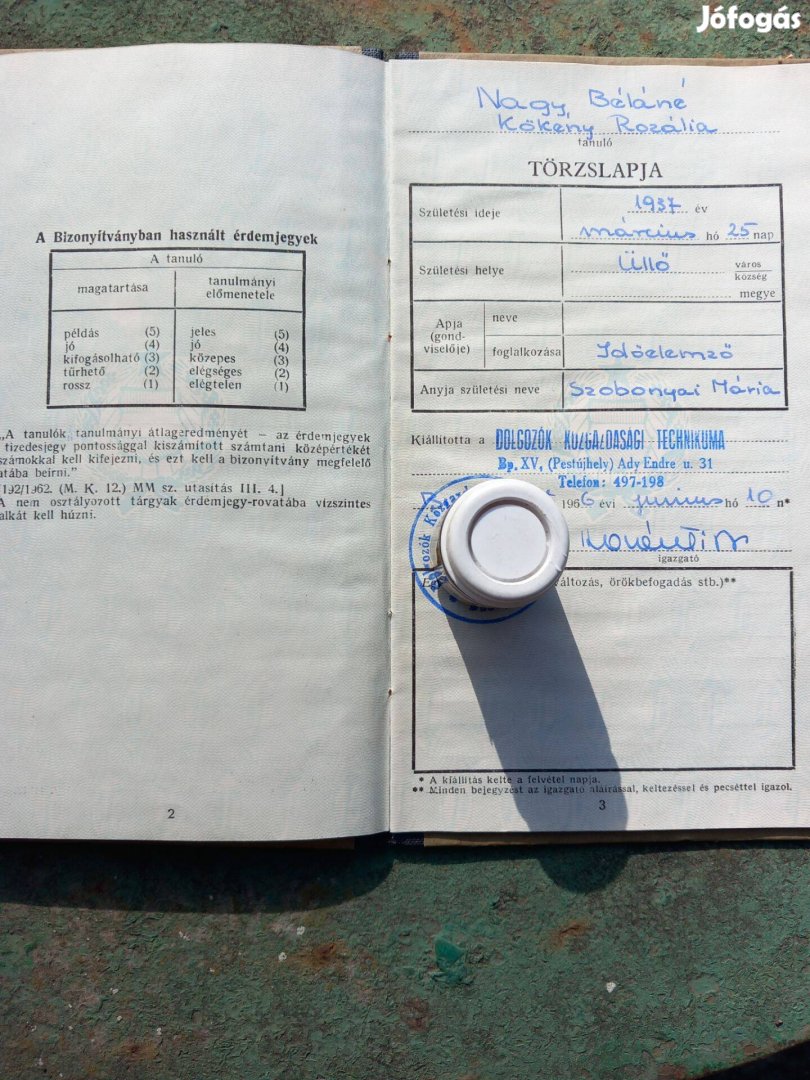 Jófogás
A Bizonyítványban használt érdemjegyek
A tanuló
magatartása
tanulmányi
előmenetele
példás (5) jeles (5)
jó (4) jó (4)
kifogásolható (3) közepes (3)
tűrhető (2) elégséges (2)
rossz (1) elégtelen (1)
„A tanulók tanulmányi átlageredményét — az érdemjegyek
tizedesjegy pontossággal kiszámított számtani középértékét
számokkal kell kifejezni, és ezt kell a bizonyítvány megfelelő
atába beírni."
192/1962. (M. K. 12.) MM sz. utasítás III. 4.]
A nem osztályozott tárgyak érdemjegy-rovatába vízszintes
alkát kell húzni.
2
Nagy Béláné
Kökény Rozália
tanuló
TÖRZSLAPJA
Születési ideje 1937 év
március hó 25 nap
Születési helye Üllő város
község
megye
Apja
(gond-
viselője)
neve
foglalkozása Időelemző
Anyja születési neve Szobonyai Mária
Kiállította a DOLGOZÓK KÖZGAZDASÁGI TECHNIKUMA
Bp. XV, (Pestújhely) Ady Endre u. 31
Telefon: 497-198
1966 évi június hó 10 n*
igazgató
változás, örökbefogadás stb.)**
* A kiállítás kelte a felvétel napja.
** Minden bejegyzést az igazgató aláírással, keltezéssel és pecséttel igazol.
3